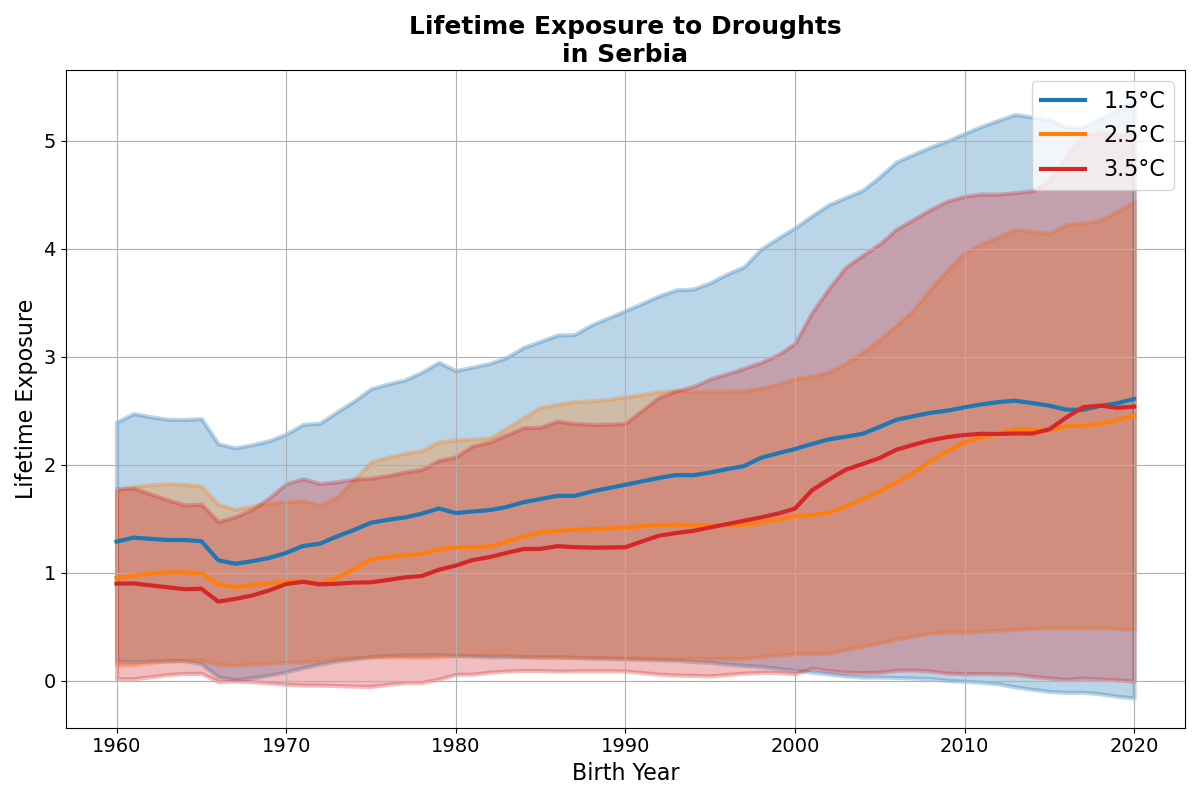 Lifetime Exposure to Droughts
in Serbia
1.5°C
2.5°C
3.5°C
Lifetime Exposure
5
4
3
2
1
0
1960 1970 1980 1990 2000 2010 2020
Birth Year